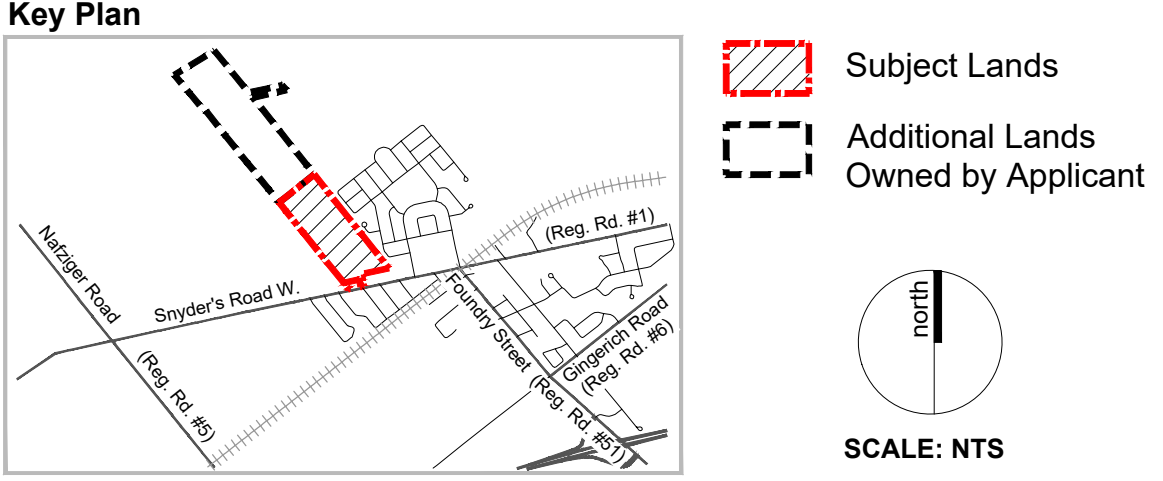 Key Plan
Subject Lands
Additional Lands
Owned by Applicant
Nafziger Road
(Reg. Rd. #5)
Snyder's Road W.
(Reg. Rd. #1)
Foundry Street
(Reg. Rd. #51)
Gingerich Road
(Reg. Rd. #6)
north
SCALE: NTS